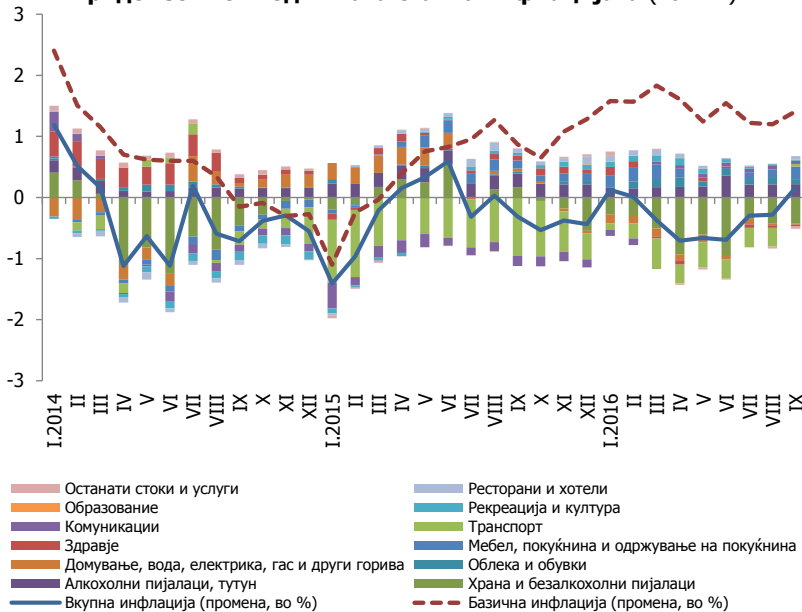 3
2
1
0
-1
-2
-3
I.2014
II
III
IV
V
VI
VII
VIII
IX
X
XI
XII
I.2015
II
III
IV
V
VI
VII
VIII
IX
X
XI
XII
I.2016
II
III
IV
V
VI
VII
VIII
IX
Останати стоки и услуги
Ресторани и хотели
Образование
Рекреација и култура
Комуникации
Транспорт
Здравје
Мебел, покуќнина и одржување на покуќнина
Домување, вода, електрика, гас и други горива
Облека и обувки
Алкохолни пијалаци, тутун
Храна и безалкохолни пијалаци
Вкупна инфлација (промена, во %)
Базична инфлација (промена, во %)